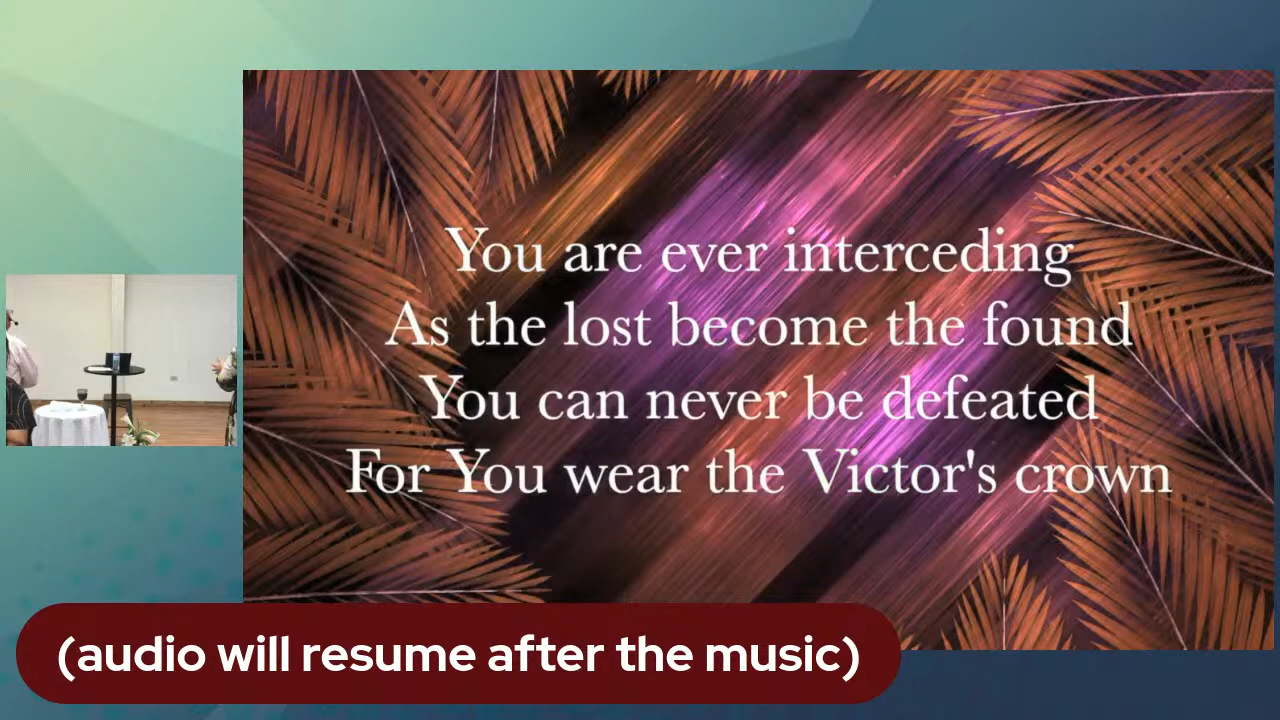 You are ever interceding
As the lost become the found
You can never be defeated
For You wear the Victor's crown
(audio will resume after the music)